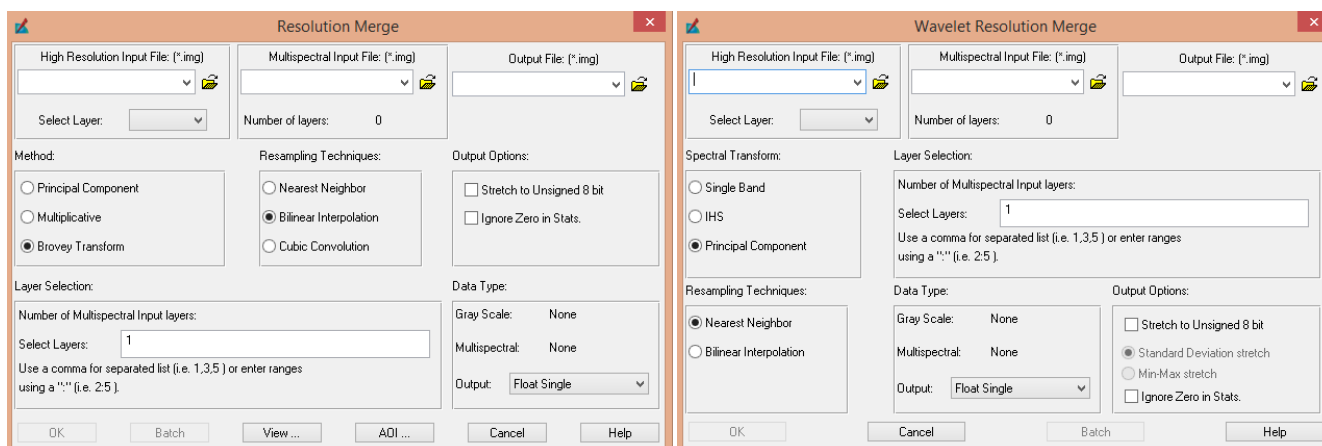 Resolution Merge
High Resolution Input File: (*.img)
Multispectral Input File: (*.img)
Output File: (*.img)
Select Layer:
Number of layers: 0
Method:
Resampling Techniques:
Output Options:
Principal Component
Nearest Neighbor
Stretch to Unsigned 8 bit
Multiplicative
Bilinear Interpolation
Ignore Zero in Stats.
Brovey Transform
Cubic Convolution
Layer Selection:
Data Type:
Number of Multispectral Input layers:
Gray Scale: None
Select Layers: 1
Multispectral: None
Use a comma for separated list (i.e. 1,3,5 ) or enter ranges
using a ":" (i.e. 2:5 ).
Output: Float Single
OK
Batch
View ...
AOI ...
Cancel
Help
Wavelet Resolution Merge
High Resolution Input File: (*.img)
Multispectral Input File: (*.img)
Output File: (*.img)
Select Layer:
Number of layers: 0
Spectral Transform:
Layer Selection:
Single Band
Number of Multispectral Input layers:
IHS
Select Layers: 1
Principal Component
Use a comma for separated list (i.e. 1,3,5 ) or enter ranges
using a ":" (i.e. 2:5 ).
Resampling Techniques:
Data Type:
Output Options:
Nearest Neighbor
Gray Scale: None
Stretch to Unsigned 8 bit
Bilinear Interpolation
Multispectral: None
Standard Deviation stretch
Min-Max stretch
Output: Float Single
Ignore Zero in Stats.
OK
Cancel
Batch
Help